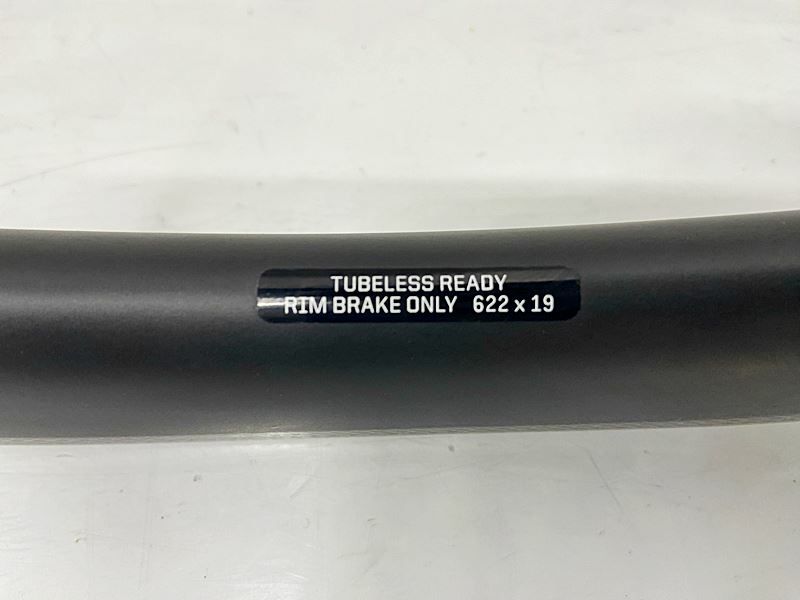 TUBELESS READY
RIM BRAKE ONLY 622 x 19